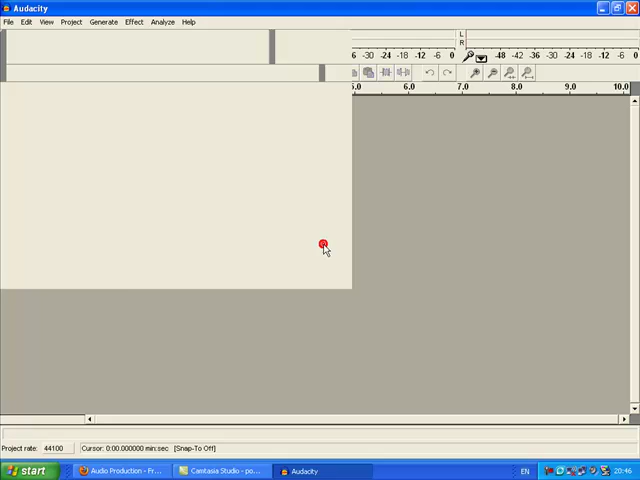 Audacity
File Edit View Project Generate Effect Analyze Help
L
R
-36 -30 -24 -18 -12 -6 0
-48 -42 -36 -30 -24 -18 -12 -6 0
5.0 6.0 7.0 8.0 9.0 10.0
Project rate: 44100 Cursor: 0:00.000000 min:sec [Snap-To Off]
start Audio Production - Fr... Camtasia Studio - po... Audacity EN 20:46